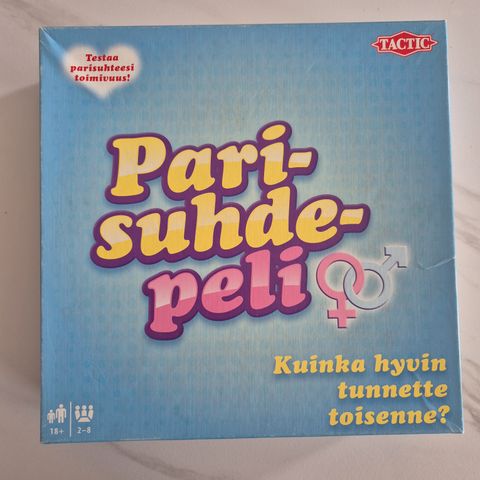 Testaa
parisuhteesi
toimivuus!
TACTIC
Pari-
suhde-
peli
Kuinka hyvin
tunnette
toisenne?
18+
2-8